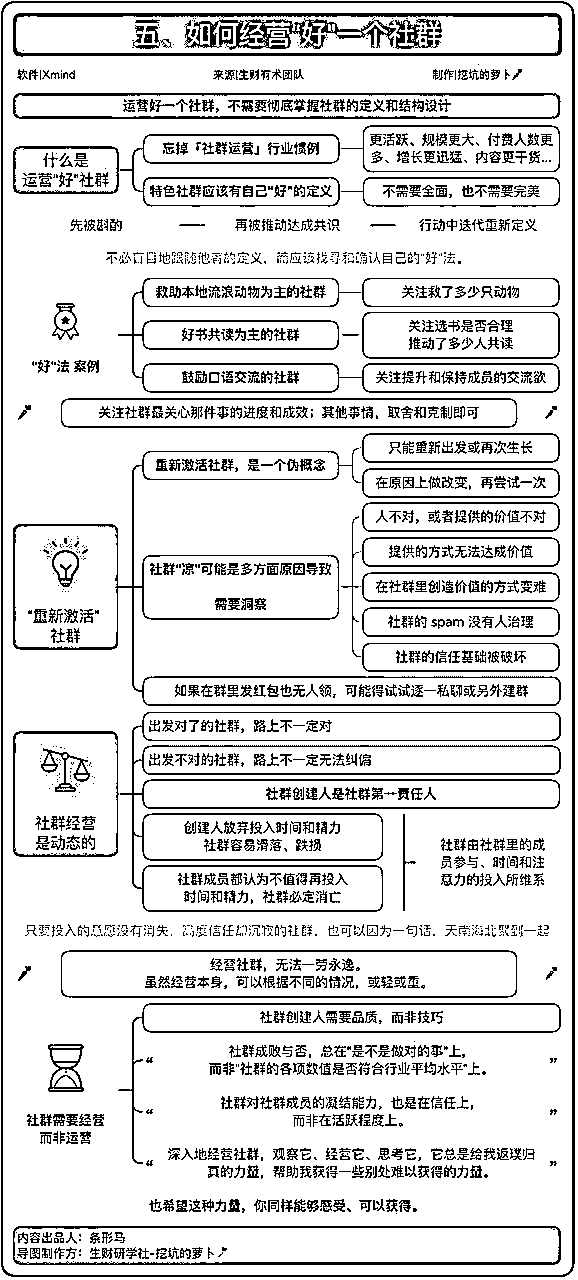 五、如何经营“好”一个社群
软件|Xmind
来源|生财有术团队
制作|挖坑的萝卜
运营好一个社群，不需要彻底掌握社群的定义和结构设计
什么是
运营“好”社群
忘掉「社群运营」行业惯例
更活跃、规模更大、付费人数更
多、增长更迅猛、内容更干货...
特色社群应该有自己“好”的定义
不需要全面，也不需要完美
先被斟酌
再被推动达成共识
行动中迭代重新定义
不必盲目地跟随他者的定义，而应该找寻和确认自己的“好”法。
“好”法 案例
救助本地流浪动物为主的社群
关注救了多少只动物
好书共读为主的社群
关注选书是否合理
推动了多少人共读
鼓励口语交流的社群
关注提升和保持成员的交流欲
关注社群最关心那件事的进度和成效；其他事情，取舍和克制即可
“重新激活”
社群
重新激活社群，是一个伪概念
只能重新出发或再次生长
在原因上做改变，再尝试一次
社群“凉”可能是多方面原因导致
需要洞察
人不对，或者提供的价值不对
提供的方式无法达成价值
在社群里创造价值的方式变难
社群的 spam 没有人治理
社群的信任基础被破坏
如果在群里发红包也无人领，可能得试试逐一私聊或另外建群
社群经营
是动态的
出发对了的社群，路上不一定对
出发不对的社群，路上不一定无法纠偏
社群创建人是社群第一责任人
创建人放弃投入时间和精力
社群容易滑落、跌损
社群成员都认为不值得再投入
时间和精力，社群必定消亡
社群由社群里的成
员参与、时间和注
意力的投入所维系
只要投入的意愿没有消失，高度信任却沉寂的社群，也可以因为一句话，天南海北聚到一起
经营社群，无法一劳永逸。
虽然经营本身，可以根据不同的情况，或轻或重。
社群需要经营
而非运营
社群创建人需要品质，而非技巧
“ 社群成败与否，总在“是不是做对的事”上， ”
而非“社群的各项数值是否符合行业平均水平”上。
“ 社群对社群成员的凝结能力，也是在信任上， ”
而非在活跃程度上。
“ 深入地经营社群，观察它、经营它、思考它，它总是给我返璞归 ”
真的力量，帮助我获得一些别处难以获得的力量。
也希望这种力量，你同样能够感受、可以获得。
内容出品人：条形马
导图制作方：生财研学社-挖坑的萝卜